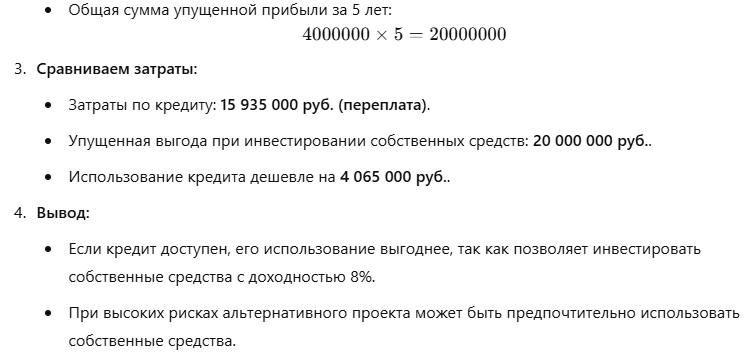 • Общая сумма упущенной прибыли за 5 лет:
4000000 × 5 = 20000000
3. Сравниваем затраты:
• Затраты по кредиту: 15 935 000 руб. (переплата).
• Упущенная выгода при инвестировании собственных средств: 20 000 000 руб..
• Использование кредита дешевле на 4 065 000 руб..
4. Вывод:
• Если кредит доступен, его использование выгоднее, так как позволяет инвестировать
собственные средства с доходностью 8%.
• При высоких рисках альтернативного проекта может быть предпочтительно использовать
собственные средства.